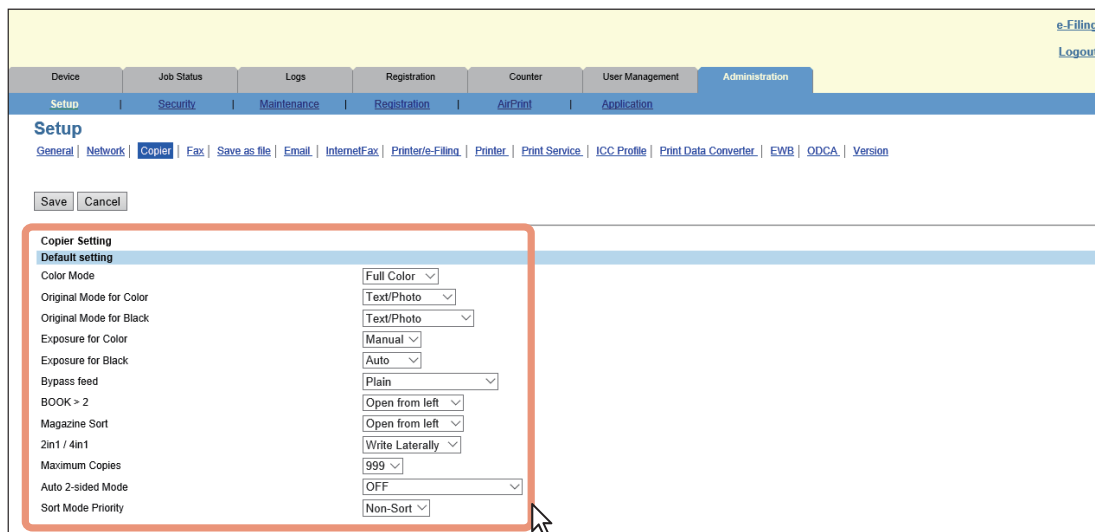 e-Filing
Logout
Device Job Status Logs Registration Counter User Management Administration
Setup | Security | Maintenance | Registration | AirPrint | Application
Setup
General | Network | Copier | Fax | Save as file | Email | InternetFax | Printer/e-Filing | Printer | Print Service | ICC Profile | Print Data Converter | EWB | ODCA | Version
Save Cancel
Copier Setting
Default setting
Color Mode Full Color
Original Mode for Color Text/Photo
Original Mode for Black Text/Photo
Exposure for Color Manual
Exposure for Black Auto
Bypass feed Plain
BOOK > 2 Open from left
Magazine Sort Open from left
2in1 / 4in1 Write Laterally
Maximum Copies 999
Auto 2-sided Mode OFF
Sort Mode Priority Non-Sort